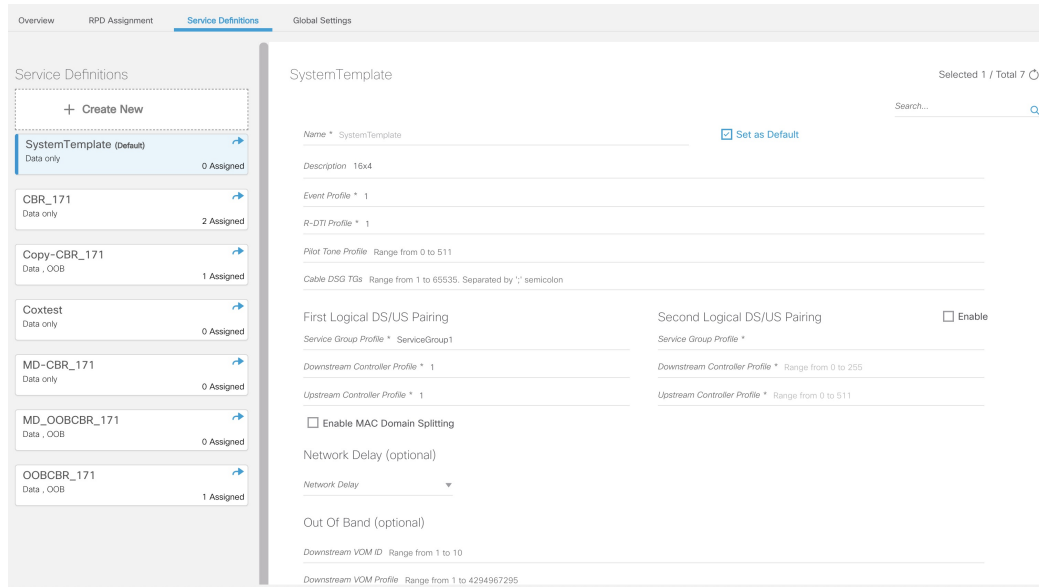 Overview RPD Assignment Service Definitions Global Settings
Service Definitions
+ Create New
SystemTemplate (Default)
Data only
0 Assigned
CBR_171
Data only
2 Assigned
Copy-CBR_171
Data , OOB
1 Assigned
Coxtest
Data only
0 Assigned
MD-CBR_171
Data only
0 Assigned
MD_OOBCBR_171
Data , OOB
0 Assigned
OOBCBR_171
Data , OOB
1 Assigned
SystemTemplate
Selected 1 / Total 7
Search...
Name * SystemTemplate
Set as Default
Description 16x4
Event Profile * 1
R-DTI Profile * 1
Pilot Tone Profile Range from 0 to 511
Cable DSG TGs Range from 1 to 65535. Separated by ';' semicolon
First Logical DS/US Pairing
Service Group Profile * ServiceGroup1
Downstream Controller Profile * 1
Upstream Controller Profile * 1
Second Logical DS/US Pairing
Enable
Service Group Profile *
Downstream Controller Profile * Range from 0 to 255
Upstream Controller Profile * Range from 0 to 511
Enable MAC Domain Splitting
Network Delay (optional)
Network Delay
Out Of Band (optional)
Downstream VOM ID Range from 1 to 10
Downstream VOM Profile Range from 1 to 4294967295